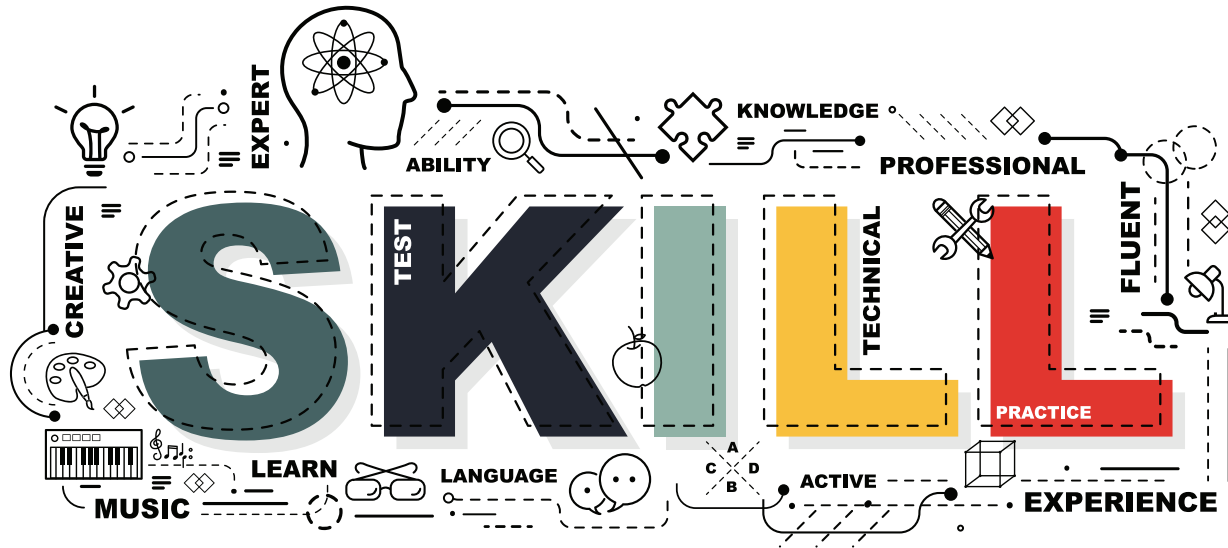 EXPERT
KNOWLEDGE
ABILITY
PROFESSIONAL
CREATIVE
SKILL
TEST
TECHNICAL
FLUENT
PRACTICE
LEARN
LANGUAGE
A
C D
B
ACTIVE
MUSIC
EXPERIENCE